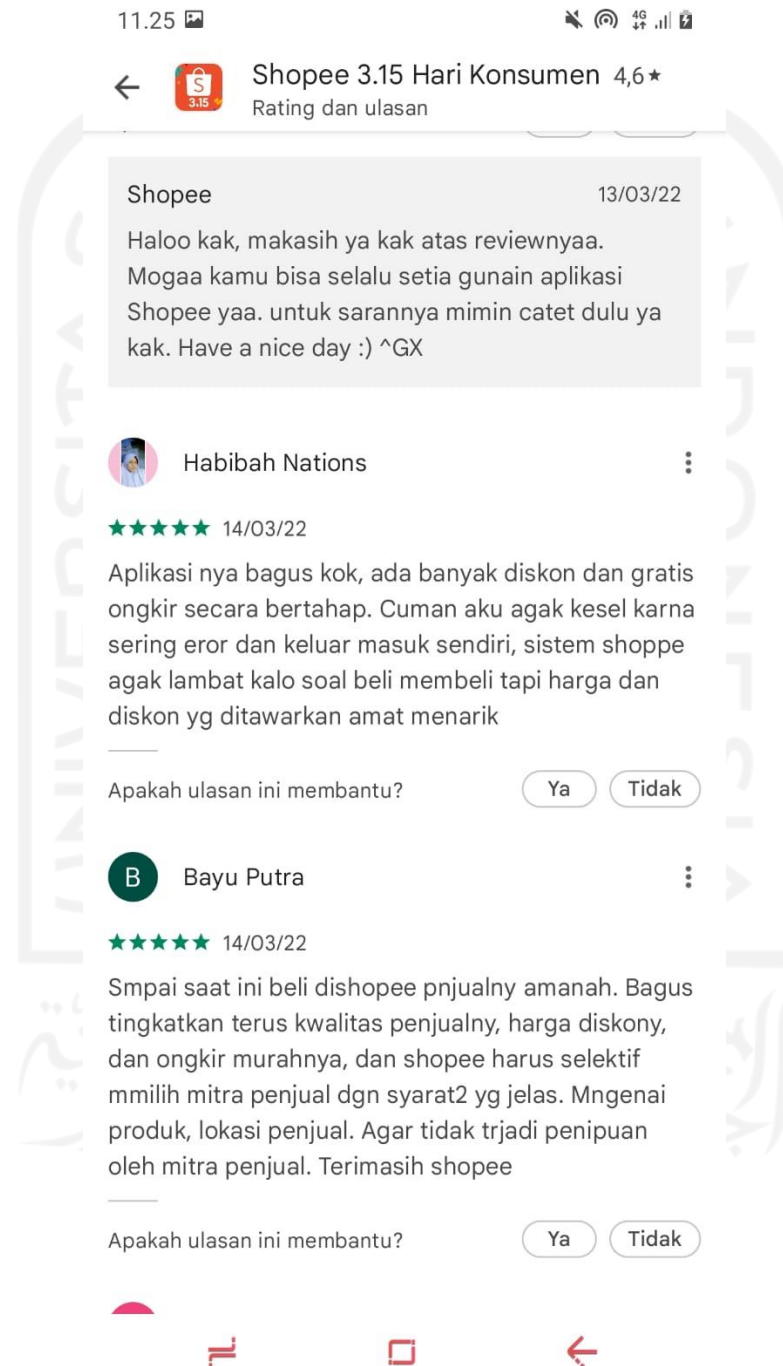 11.25
4G
Shopee 3.15 Hari Konsumen 4,6★
S
3.15
Rating dan ulasan
Shopee
13/03/22
Haloo kak, makasih ya kak atas reviewnyaa.
Mogaa kamu bisa selalu setia gunain aplikasi
Shopee yaa. untuk sarannya mimin catet dulu ya
kak. Have a nice day :) ^GX
Habibah Nations
★★★★★ 14/03/22
Aplikasi nya bagus kok, ada banyak diskon dan gratis
ongkir secara bertahap. Cuman aku agak kesel karna
sering eror dan keluar masuk sendiri, sistem shoppe
agak lambat kalo soal beli membeli tapi harga dan
diskon yg ditawarkan amat menarik
Apakah ulasan ini membantu?
Ya
Tidak
B
Bayu Putra
★★★★★ 14/03/22
Smpai saat ini beli dishopee pnjualny amanah. Bagus
tingkatkan terus kwalitas penjualny, harga diskony,
dan ongkir murahnya, dan shopee harus selektif
mmilih mitra penjual dgn syarat2 yg jelas. Mngenai
produk, lokasi penjual. Agar tidak trjadi penipuan
oleh mitra penjual. Terimasih shopee
Apakah ulasan ini membantu?
Ya
Tidak